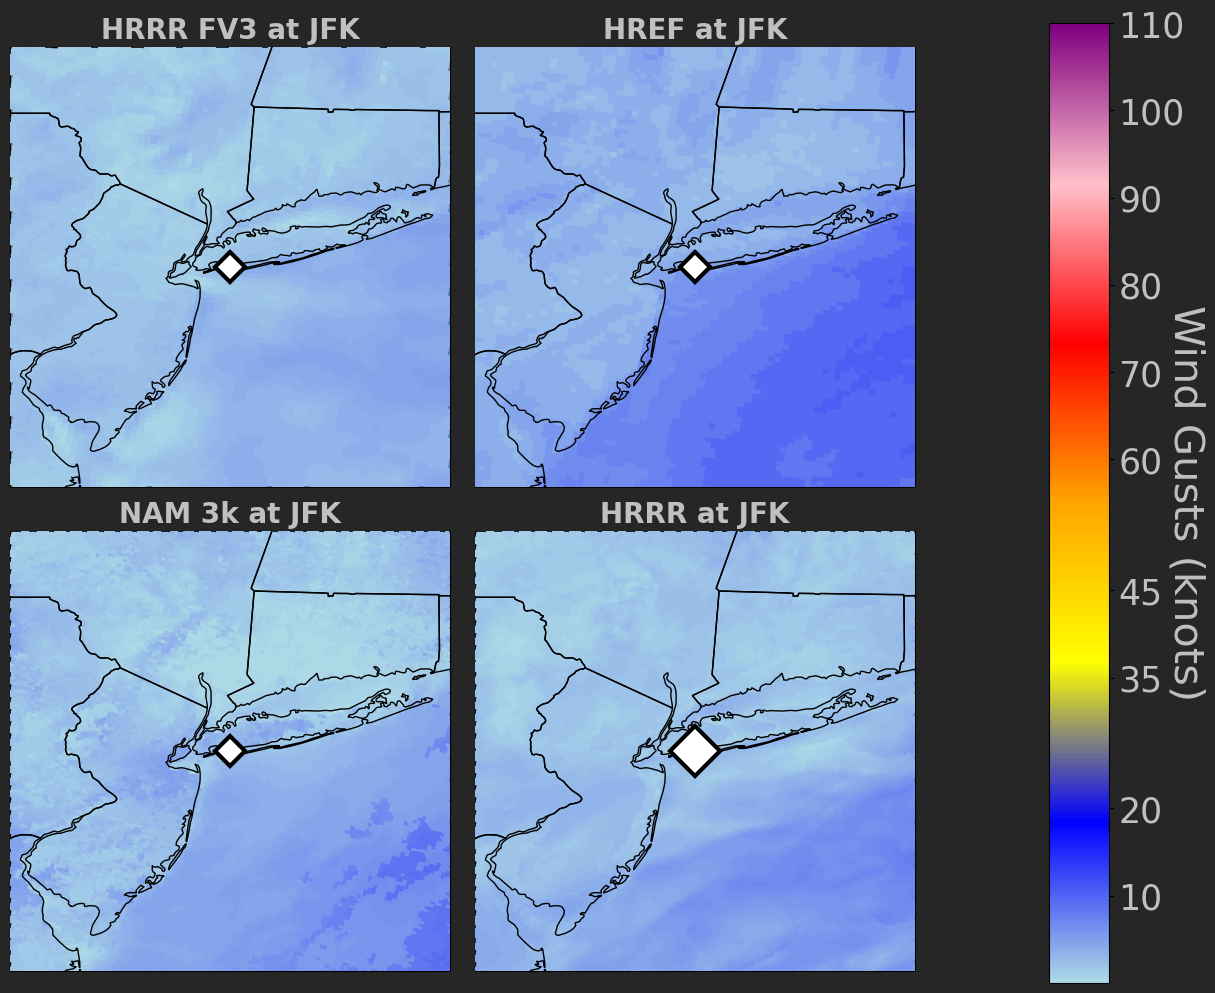 HRRR FV3 at JFK
HREF at JFK
NAM 3k at JFK
HRRR at JFK
110
100
90
80
70
60
45
35
20
10
Wind Gusts (knots)